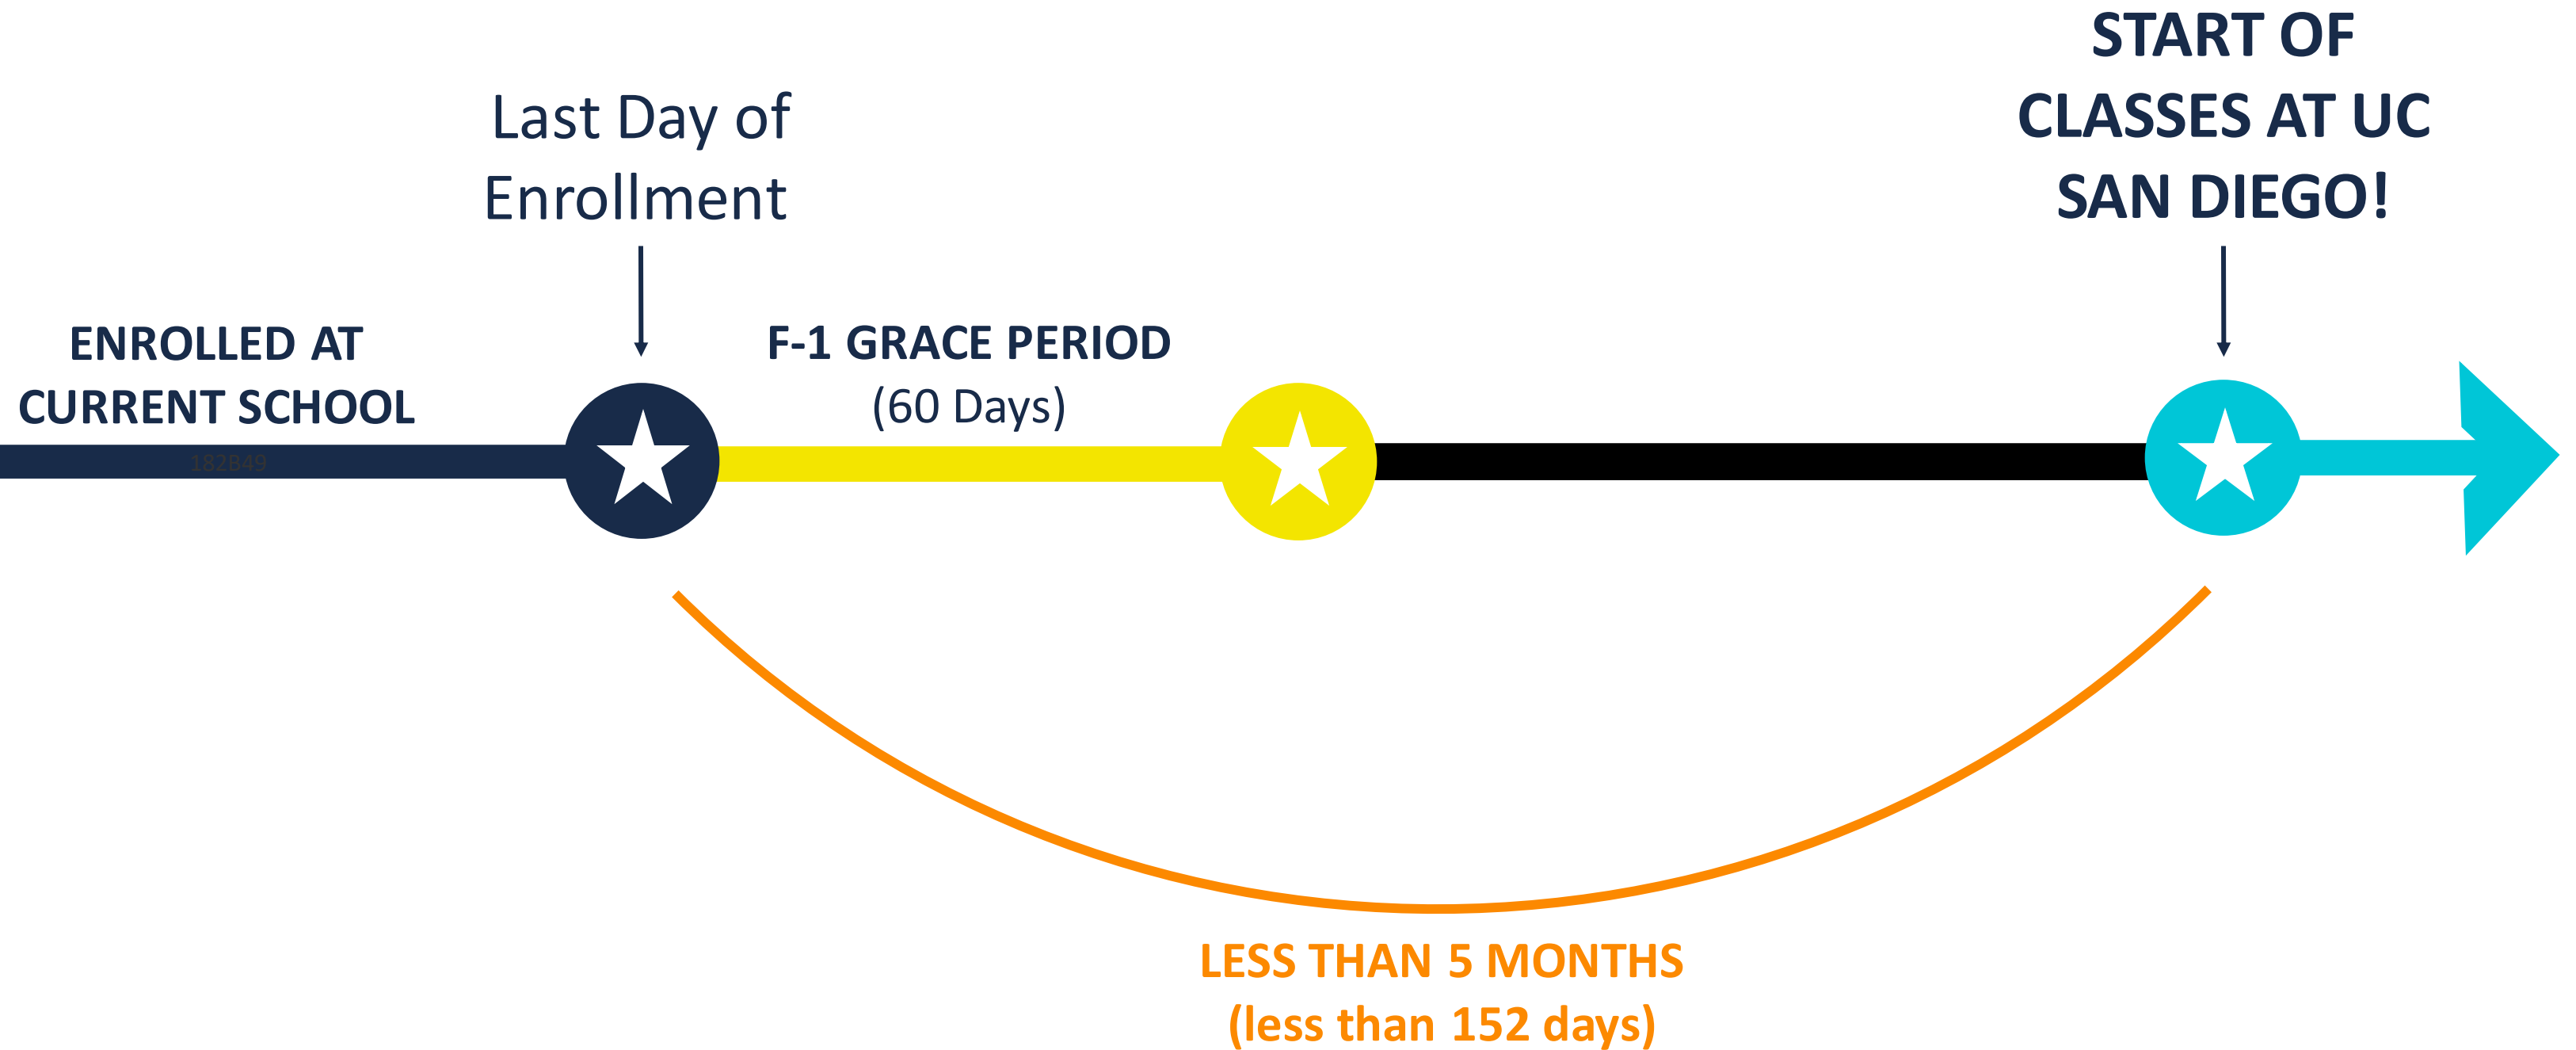 START OF
CLASSES AT UC
SAN DIEGO!
Last Day of
Enrollment
ENROLLED AT
CURRENT SCHOOL
F-1 GRACE PERIOD
(60 Days)
182B49
LESS THAN 5 MONTHS
(less than 152 days)